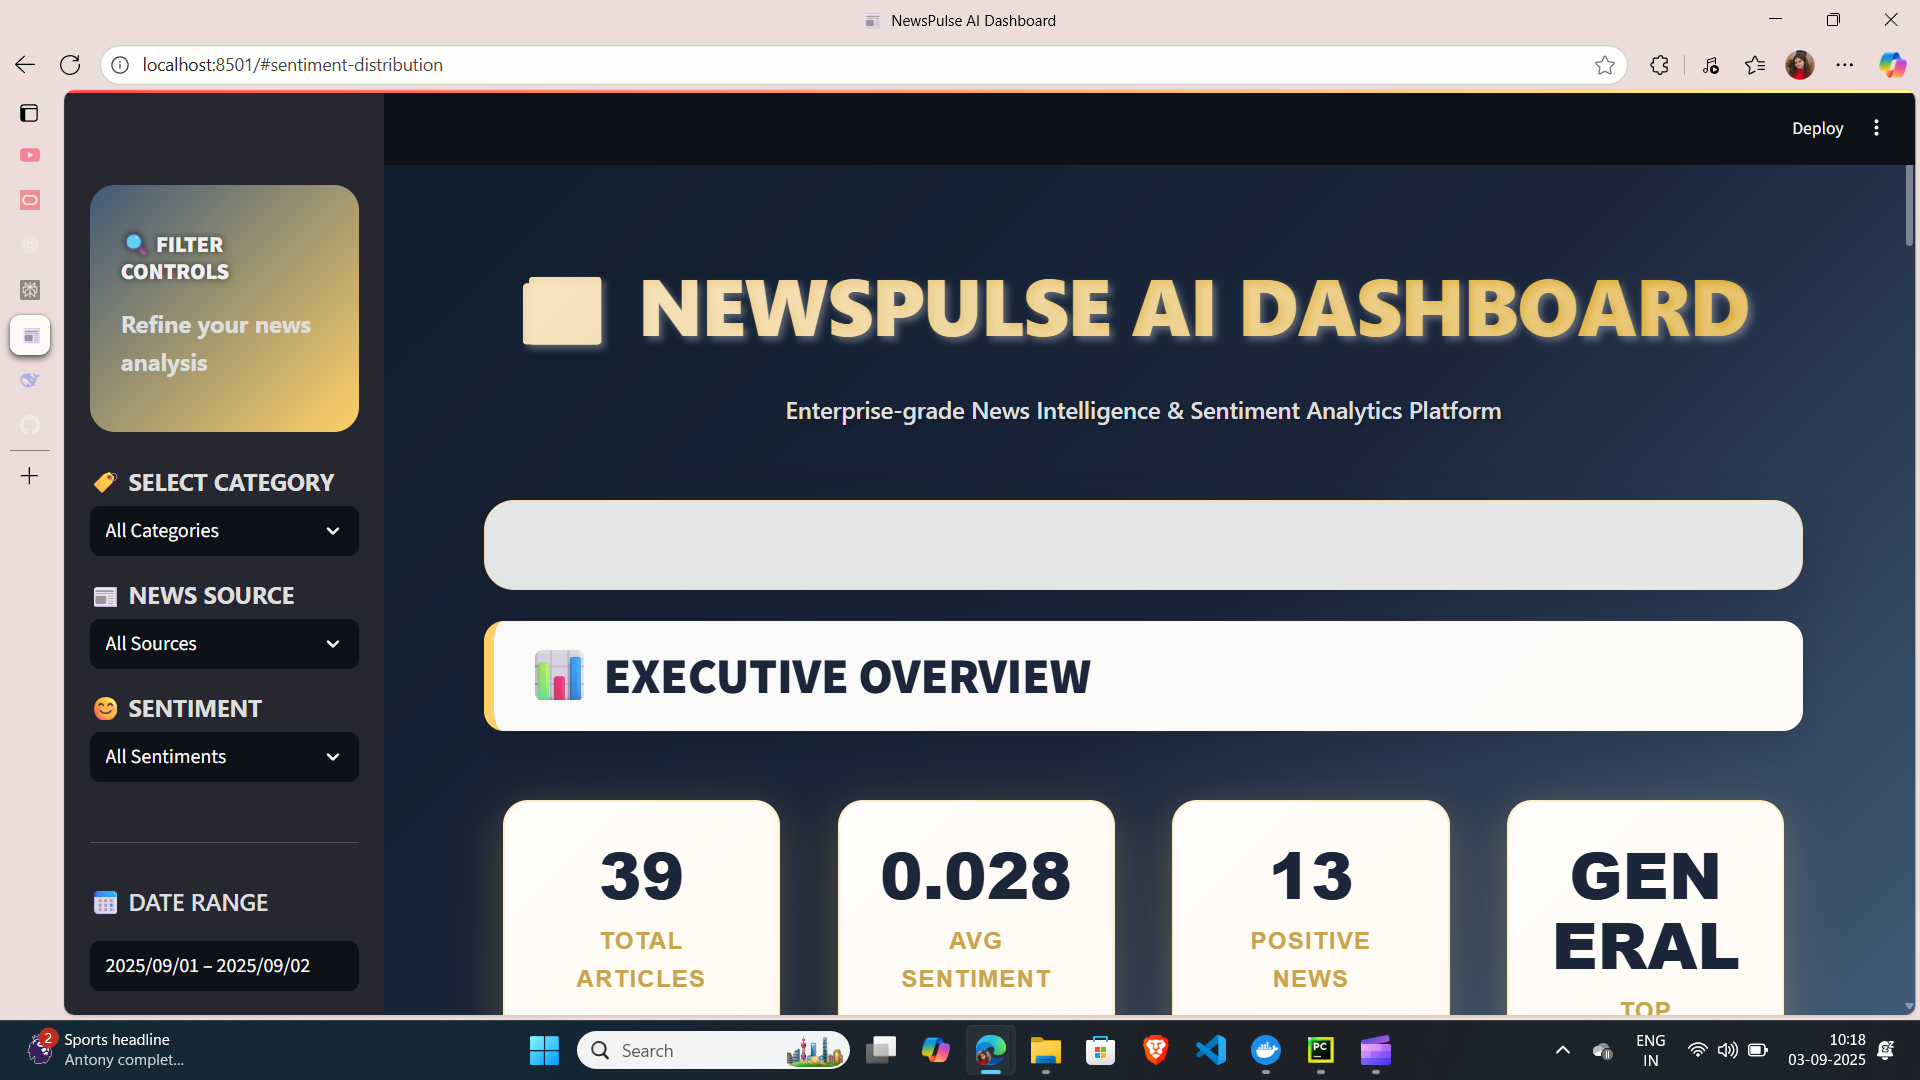 NewsPulse AI Dashboard
localhost:8501/#sentiment-distribution
Deploy
🔍 FILTER
CONTROLS
Refine your news
analysis
SELECT CATEGORY
All Categories
NEWS SOURCE
All Sources
SENTIMENT
All Sentiments
DATE RANGE
2025/09/01 – 2025/09/02
NEWSPULSE AI DASHBOARD
Enterprise-grade News Intelligence & Sentiment Analytics Platform
EXECUTIVE OVERVIEW
39
TOTAL
ARTICLES
0.028
AVG
SENTIMENT
13
POSITIVE
NEWS
GEN
ERAL
TOP
2
Sports headline
Antony complet...
Search
PC
ENG
IN
10:18
03-09-2025